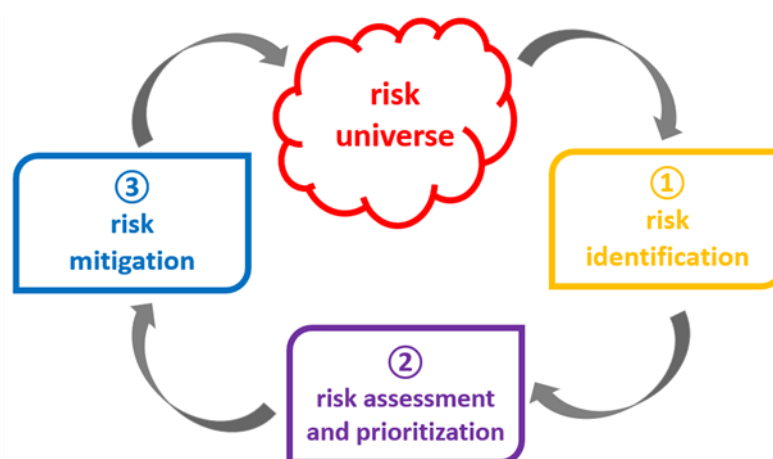 risk
universe
①
risk
identification
②
risk assessment
and prioritization
③
risk
mitigation